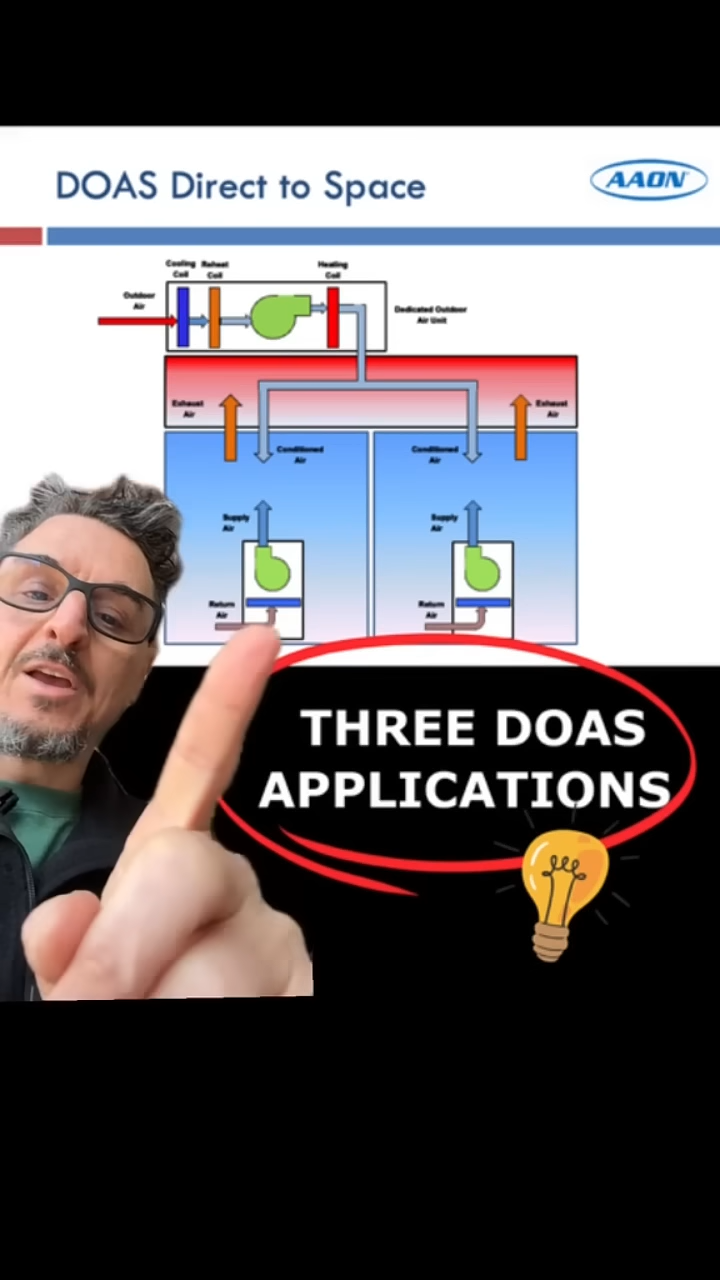 DOAS Direct to Space
AAON
Cooling Reheat
Coil Coil
Heating
Coil
Outdoor
Air
Dedicated Outdoor
Air Unit
Exhaust
Air
Exhaust
Air
Conditioned
Air
Conditioned
Air
Supply
Air
Supply
Air
Return
Air
Return
Air
THREE DOAS
APPLICATIONS